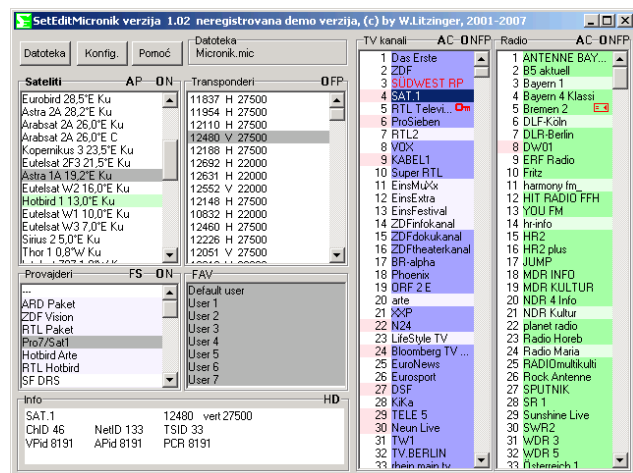 SetEditMicronik verzija 1.02 neregistrovana demo verzija, (c) by W.Litzinger, 2001-2007
Datoteka Konfig. Pomoć
Datoteka
Micronik.mic
Sateliti AP ON
Eurobird 28,5°E Ku
Astra 2A 28,2°E Ku
Arabsat 2A 26,0°E Ku
Arabsat 2A 26,0°E C
Kopernikus 3 23,5°E Ku
Eutelsat 2F3 21,5°E Ku
Astra 1A 19,2°E Ku
Eutelsat W2 16,0°E Ku
Hotbird 1 13,0°E Ku
Eutelsat W1 10,0°E Ku
Eutelsat W3 7,0°E Ku
Sirius 2 5,0°E Ku
Thor 1 0,8°W Ku
Transponderi OFP
11837 H 27500
11954 H 27500
12110 H 27500
12480 V 27500
12188 H 27500
12692 H 22000
12631 H 22000
12552 V 22000
12148 H 27500
10832 H 22000
12460 H 27500
12226 H 27500
12051 V 27500
Provajderi FS ON
---
ARD Paket
ZDF Vision
RTL Paket
Pro7/Sat1
Hotbird Arte
RTL Hotbird
SF DRS
FAV
Default user
User 1
User 2
User 3
User 4
User 5
User 6
User 7
Info HD
SAT.1 12480 vert 27500
ChID 46 NetID 133 TSID 33
VPid 8191 APid 8191 PCR 8191
TV kanali AC ONFP
1 Das Erste
2 ZDF
3 SÜDWEST RP
4 SAT.1
5 RTL Televi...
6 ProSieben
7 RTL2
8 VOX
9 KABEL1
10 Super RTL
11 EinsMuXx
12 EinsExtra
13 EinsFestival
14 ZDFinfokanal
15 ZDFdokukanal
16 ZDFtheaterkanal
17 BR-alpha
18 Phoenix
19 ORF 2 E
20 arte
21 XXP
22 N24
23 LifeStyle TV
24 Bloomberg TV ...
25 EuroNews
26 Eurosport
27 DSF
28 KiKa
29 TELE 5
30 Neun Live
31 TW1
32 TV.BERLIN
33 rhein main tv
Radio AC ONFP
1 ANTENNE BAY...
2 B5 aktuell
3 Bayern 1
4 Bayern 4 Klassi
5 Bremen 2
6 DLF-Köln
7 DLR-Berlin
8 DW01
9 ERF Radio
10 Fritz
11 harmony fm_
12 HIT RADIO FFH
13 YOU FM
14 hr-info
15 HR2
16 HR2 plus
17 JUMP
18 MDR INFO
19 MDR KULTUR
20 NDR 4 Info
21 NDR Kultur
22 planet radio
23 Radio Horeb
24 Radio Maria
25 RADIOmultikulti
26 Rock Antenne
27 SPUTNIK
28 SR 1
29 Sunshine Live
30 SWR2
31 WDR 3
32 WDR 5
33 Österreich 1